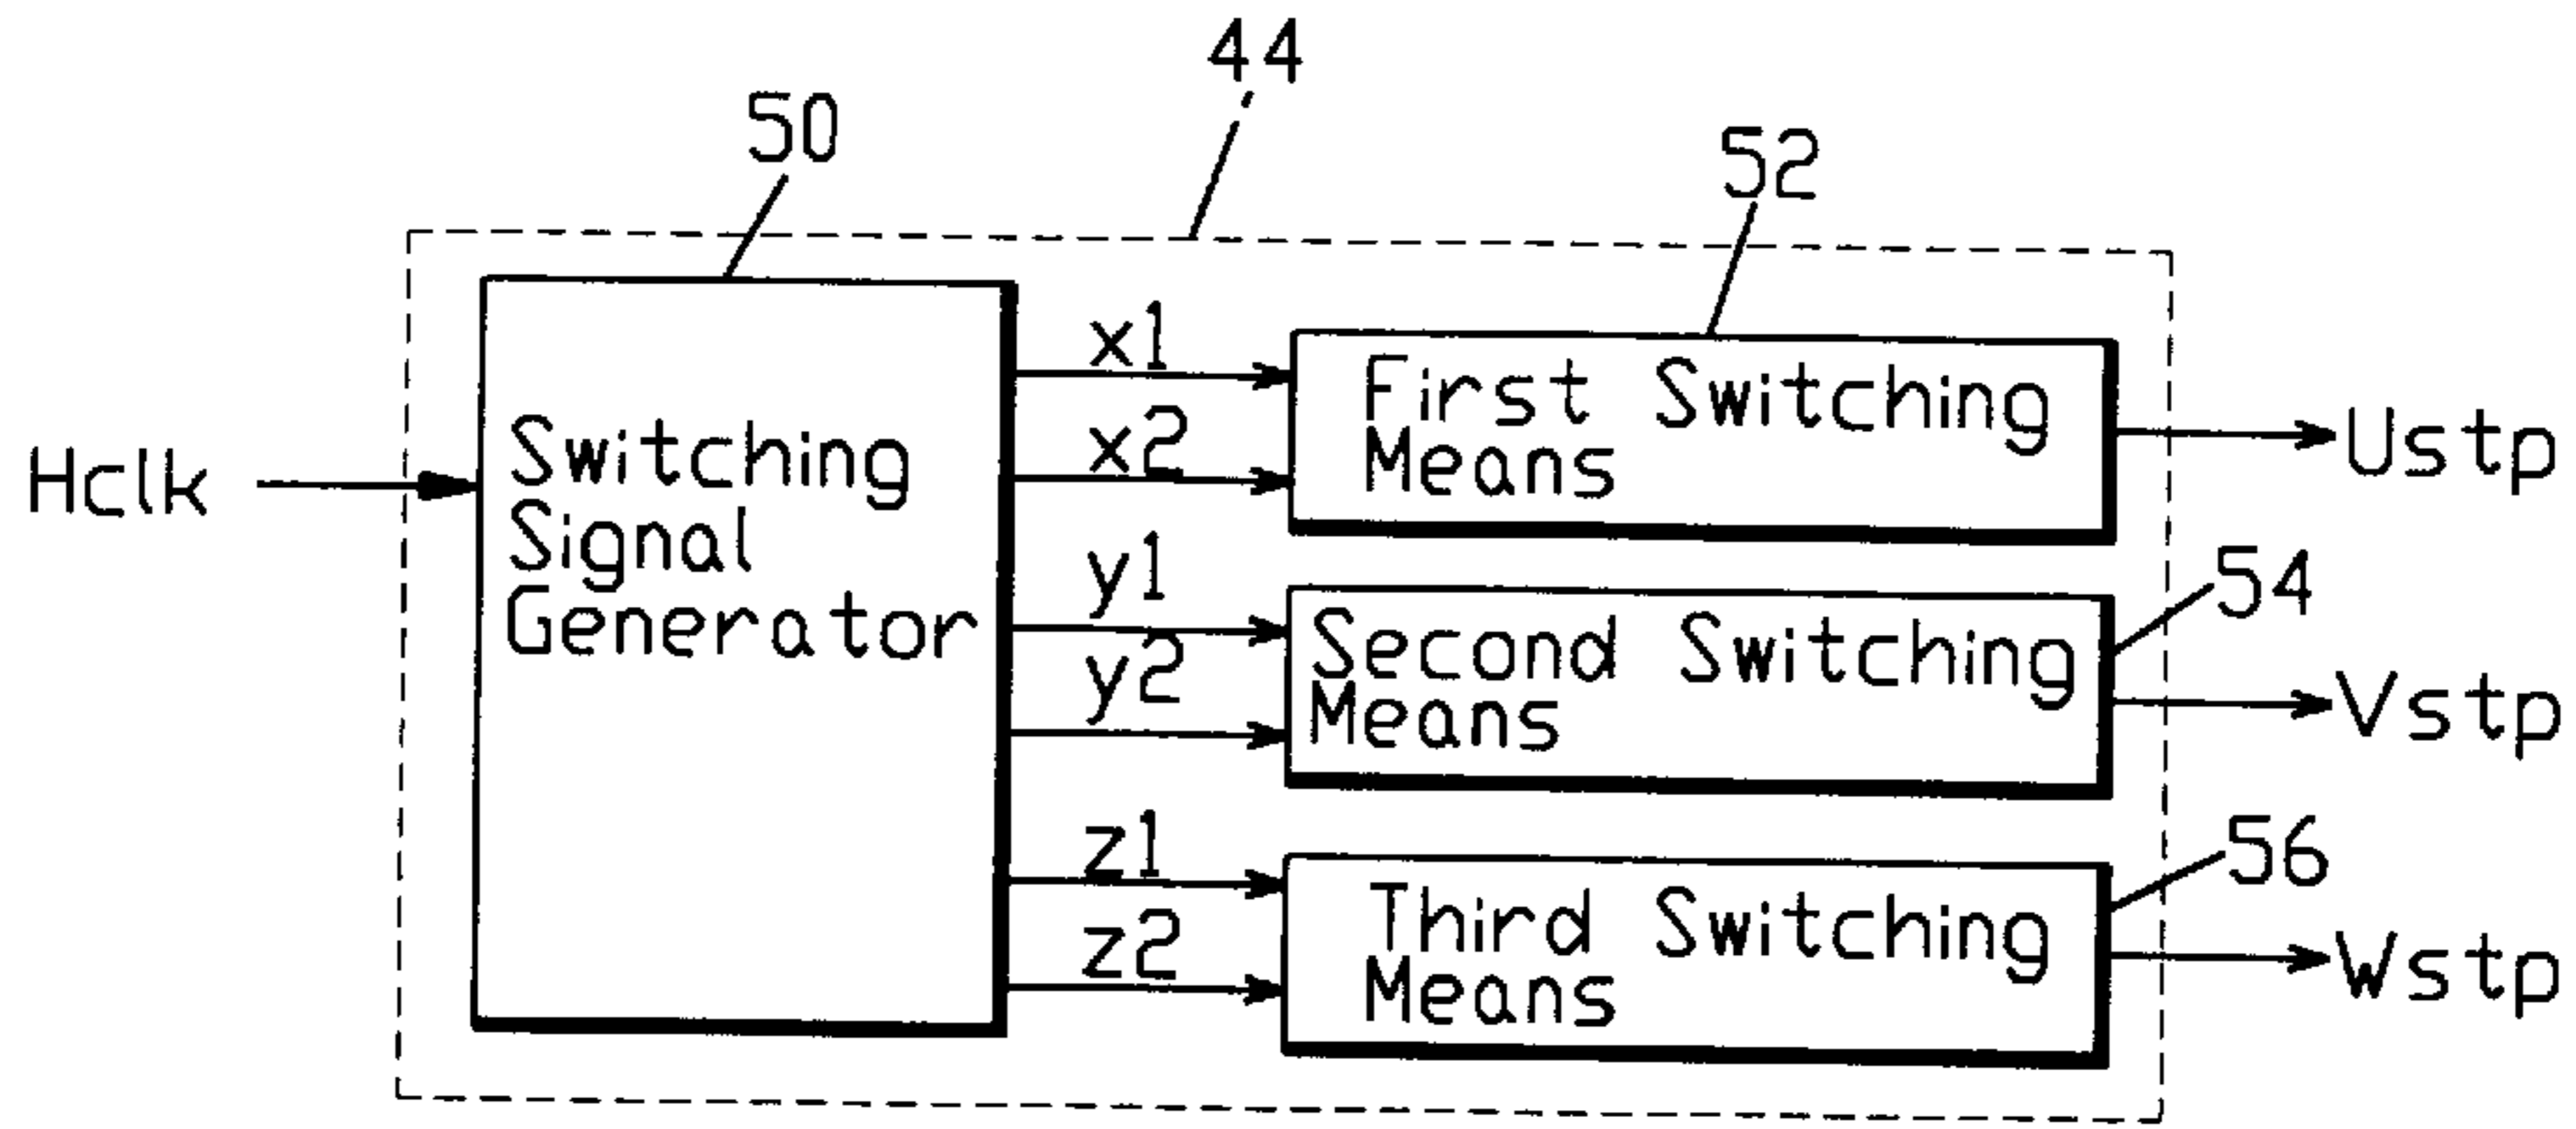 44
50
52
x1
x2
First Switching
Means
Ustp
Hclk
Switching
Signal
Generator
y1
y2
Second Switching
Means
54
Vstp
z1
z2
Third Switching
Means
56
Wstp